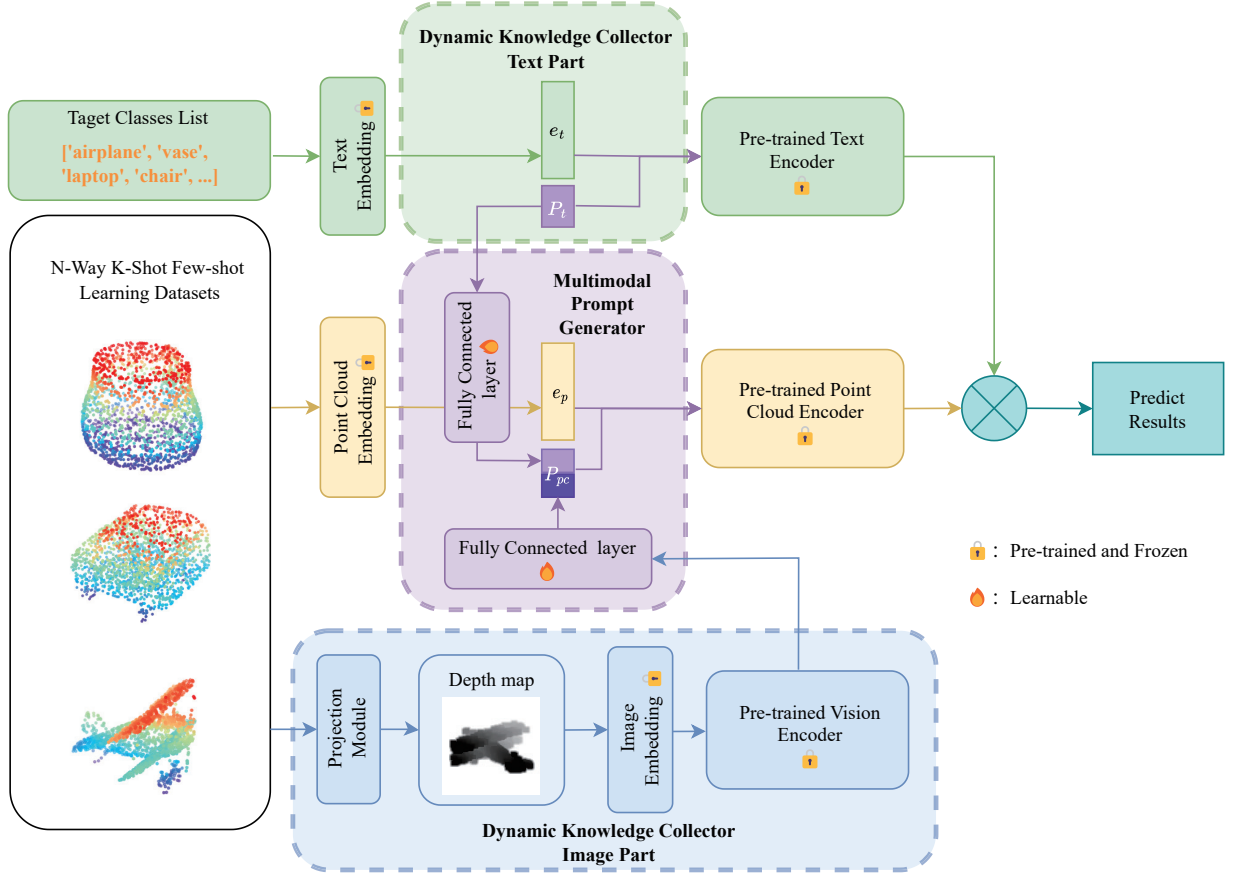 Dynamic Knowledge Collector
Text Part
Taget Classes List
['airplane', 'vase',
'laptop', 'chair', ...]
Text
Embedding
e_t
P_t
Pre-trained Text
Encoder
N-Way K-Shot Few-shot
Learning Datasets
Multimodal
Prompt
Generator
Fully Connected
layer
Point Cloud
Embedding
e_p
P_pc
Pre-trained Point
Cloud Encoder
Predict
Results
Fully Connected layer
: Pre-trained and Frozen
: Learnable
Projection
Module
Depth map
Image
Embedding
Pre-trained Vision
Encoder
Dynamic Knowledge Collector
Image Part